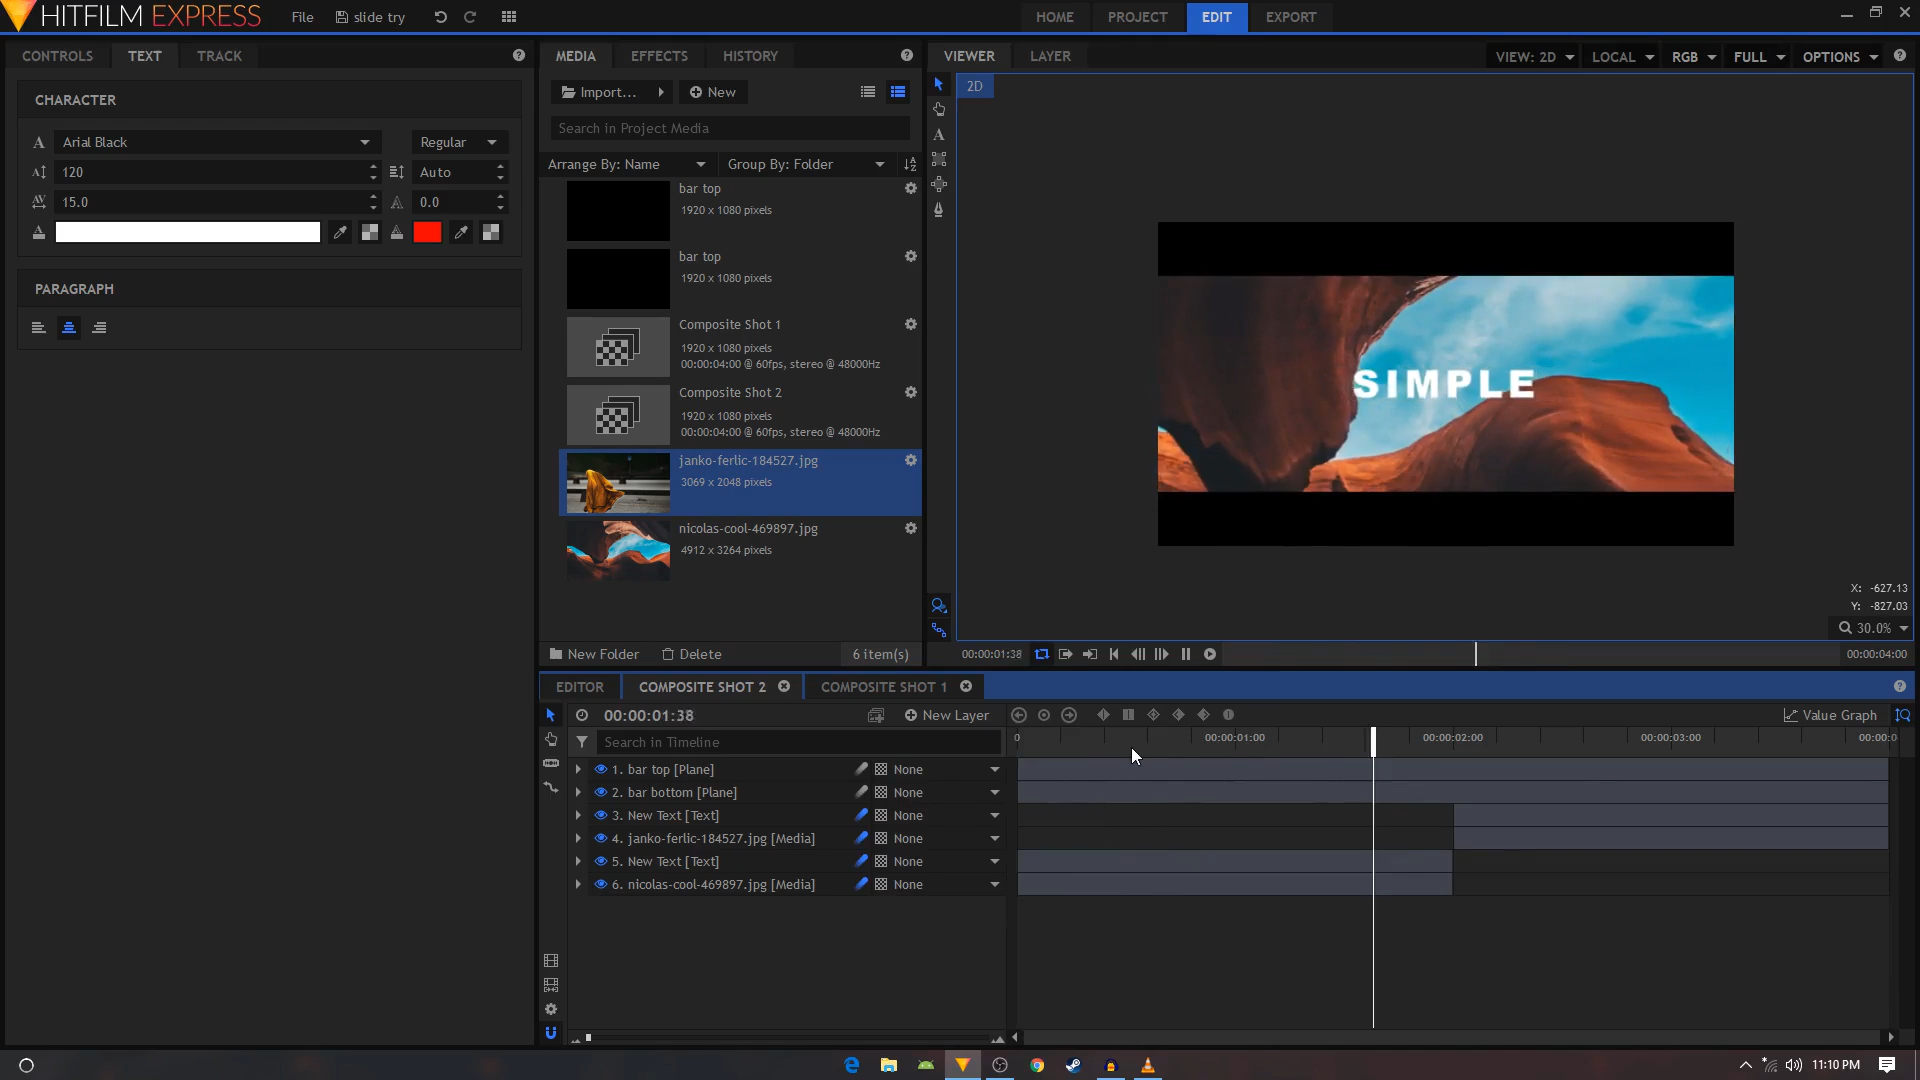 HITFILM EXPRESS
File
slide try
HOME
PROJECT
EDIT
EXPORT
CONTROLS
TEXT
TRACK
CHARACTER
Arial Black
Regular
120
Auto
15.0
0.0
PARAGRAPH
MEDIA
EFFECTS
HISTORY
Import...
New
Search in Project Media
Arrange By: Name
Group By: Folder
bar top
1920 x 1080 pixels
bar top
1920 x 1080 pixels
Composite Shot 1
1920 x 1080 pixels
00:00:04:00 @ 60fps, stereo @ 48000Hz
Composite Shot 2
1920 x 1080 pixels
00:00:04:00 @ 60fps, stereo @ 48000Hz
janko-ferlic-184527.jpg
3069 x 2048 pixels
nicolas-cool-469897.jpg
4912 x 3264 pixels
New Folder
Delete
6 item(s)
VIEWER
LAYER
VIEW: 2D
LOCAL
RGB
FULL
OPTIONS
2D
SIMPLE
X: -627.13
Y: -827.03
30.0%
00:00:01:38
00:00:04:00
EDITOR
COMPOSITE SHOT 2
COMPOSITE SHOT 1
00:00:01:38
New Layer
Value Graph
Search in Timeline
0
00:00:01:00
00:00:02:00
00:00:03:00
00:00:0
1. bar top [Plane]
None
2. bar bottom [Plane]
None
3. New Text [Text]
None
4. janko-ferlic-184527.jpg [Media]
None
5. New Text [Text]
None
6. nicolas-cool-469897.jpg [Media]
None
11:10 PM